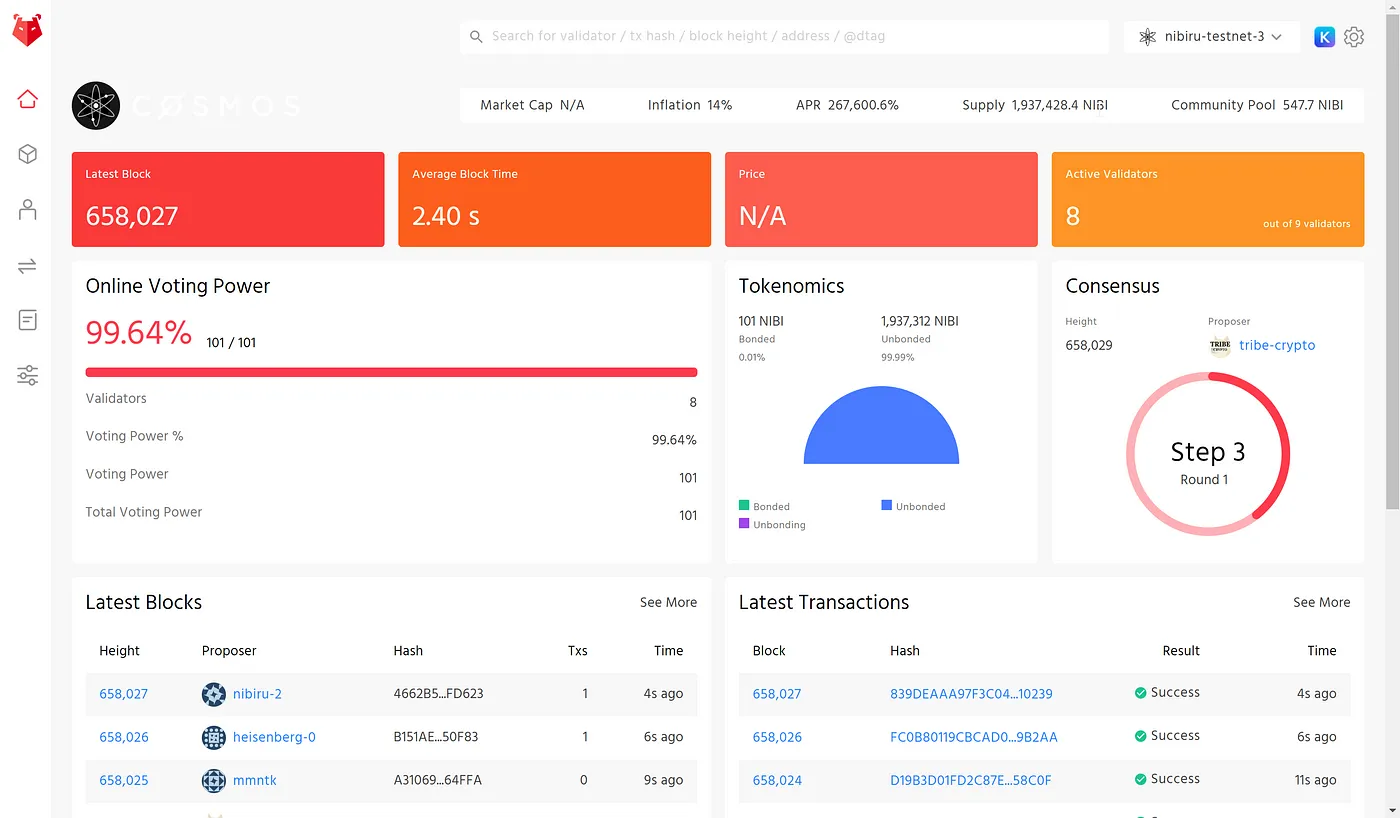 Search for validator / tx hash / block height / address / @dtag
nibiru-testnet-3
K
COSMOS
Market Cap N/A
Inflation 14%
APR 267,600.6%
Supply 1,937,428.4 NIBI
Community Pool 547.7 NIBI
Latest Block
658,027
Average Block Time
2.40 s
Price
N/A
Active Validators
8
out of 9 validators
Online Voting Power
99.64% 101 / 101
Validators 8
Voting Power % 99.64%
Voting Power 101
Total Voting Power 101
Tokenomics
101 NIBI 1,937,312 NIBI
Bonded Unbonded
0.01% 99.99%
Bonded Unbonded
Unbonding
Consensus
Height Proposer
658,029 TRIBE CRYPTO tribe-crypto
Step 3
Round 1
Latest Blocks See More
Height Proposer Hash Txs Time
658,027 nibiru-2 4662B5...FD623 1 4s ago
658,026 heisenberg-0 B151AE...50F83 1 6s ago
658,025 mmntk A31069...64FFA 0 9s ago
Latest Transactions See More
Block Hash Result Time
658,027 839DEAAA97F3C04...10239 Success 4s ago
658,026 FC0B80119CBCAD0...9B2AA Success 6s ago
658,024 D19B3D01FD2C87E...58C0F Success 11s ago